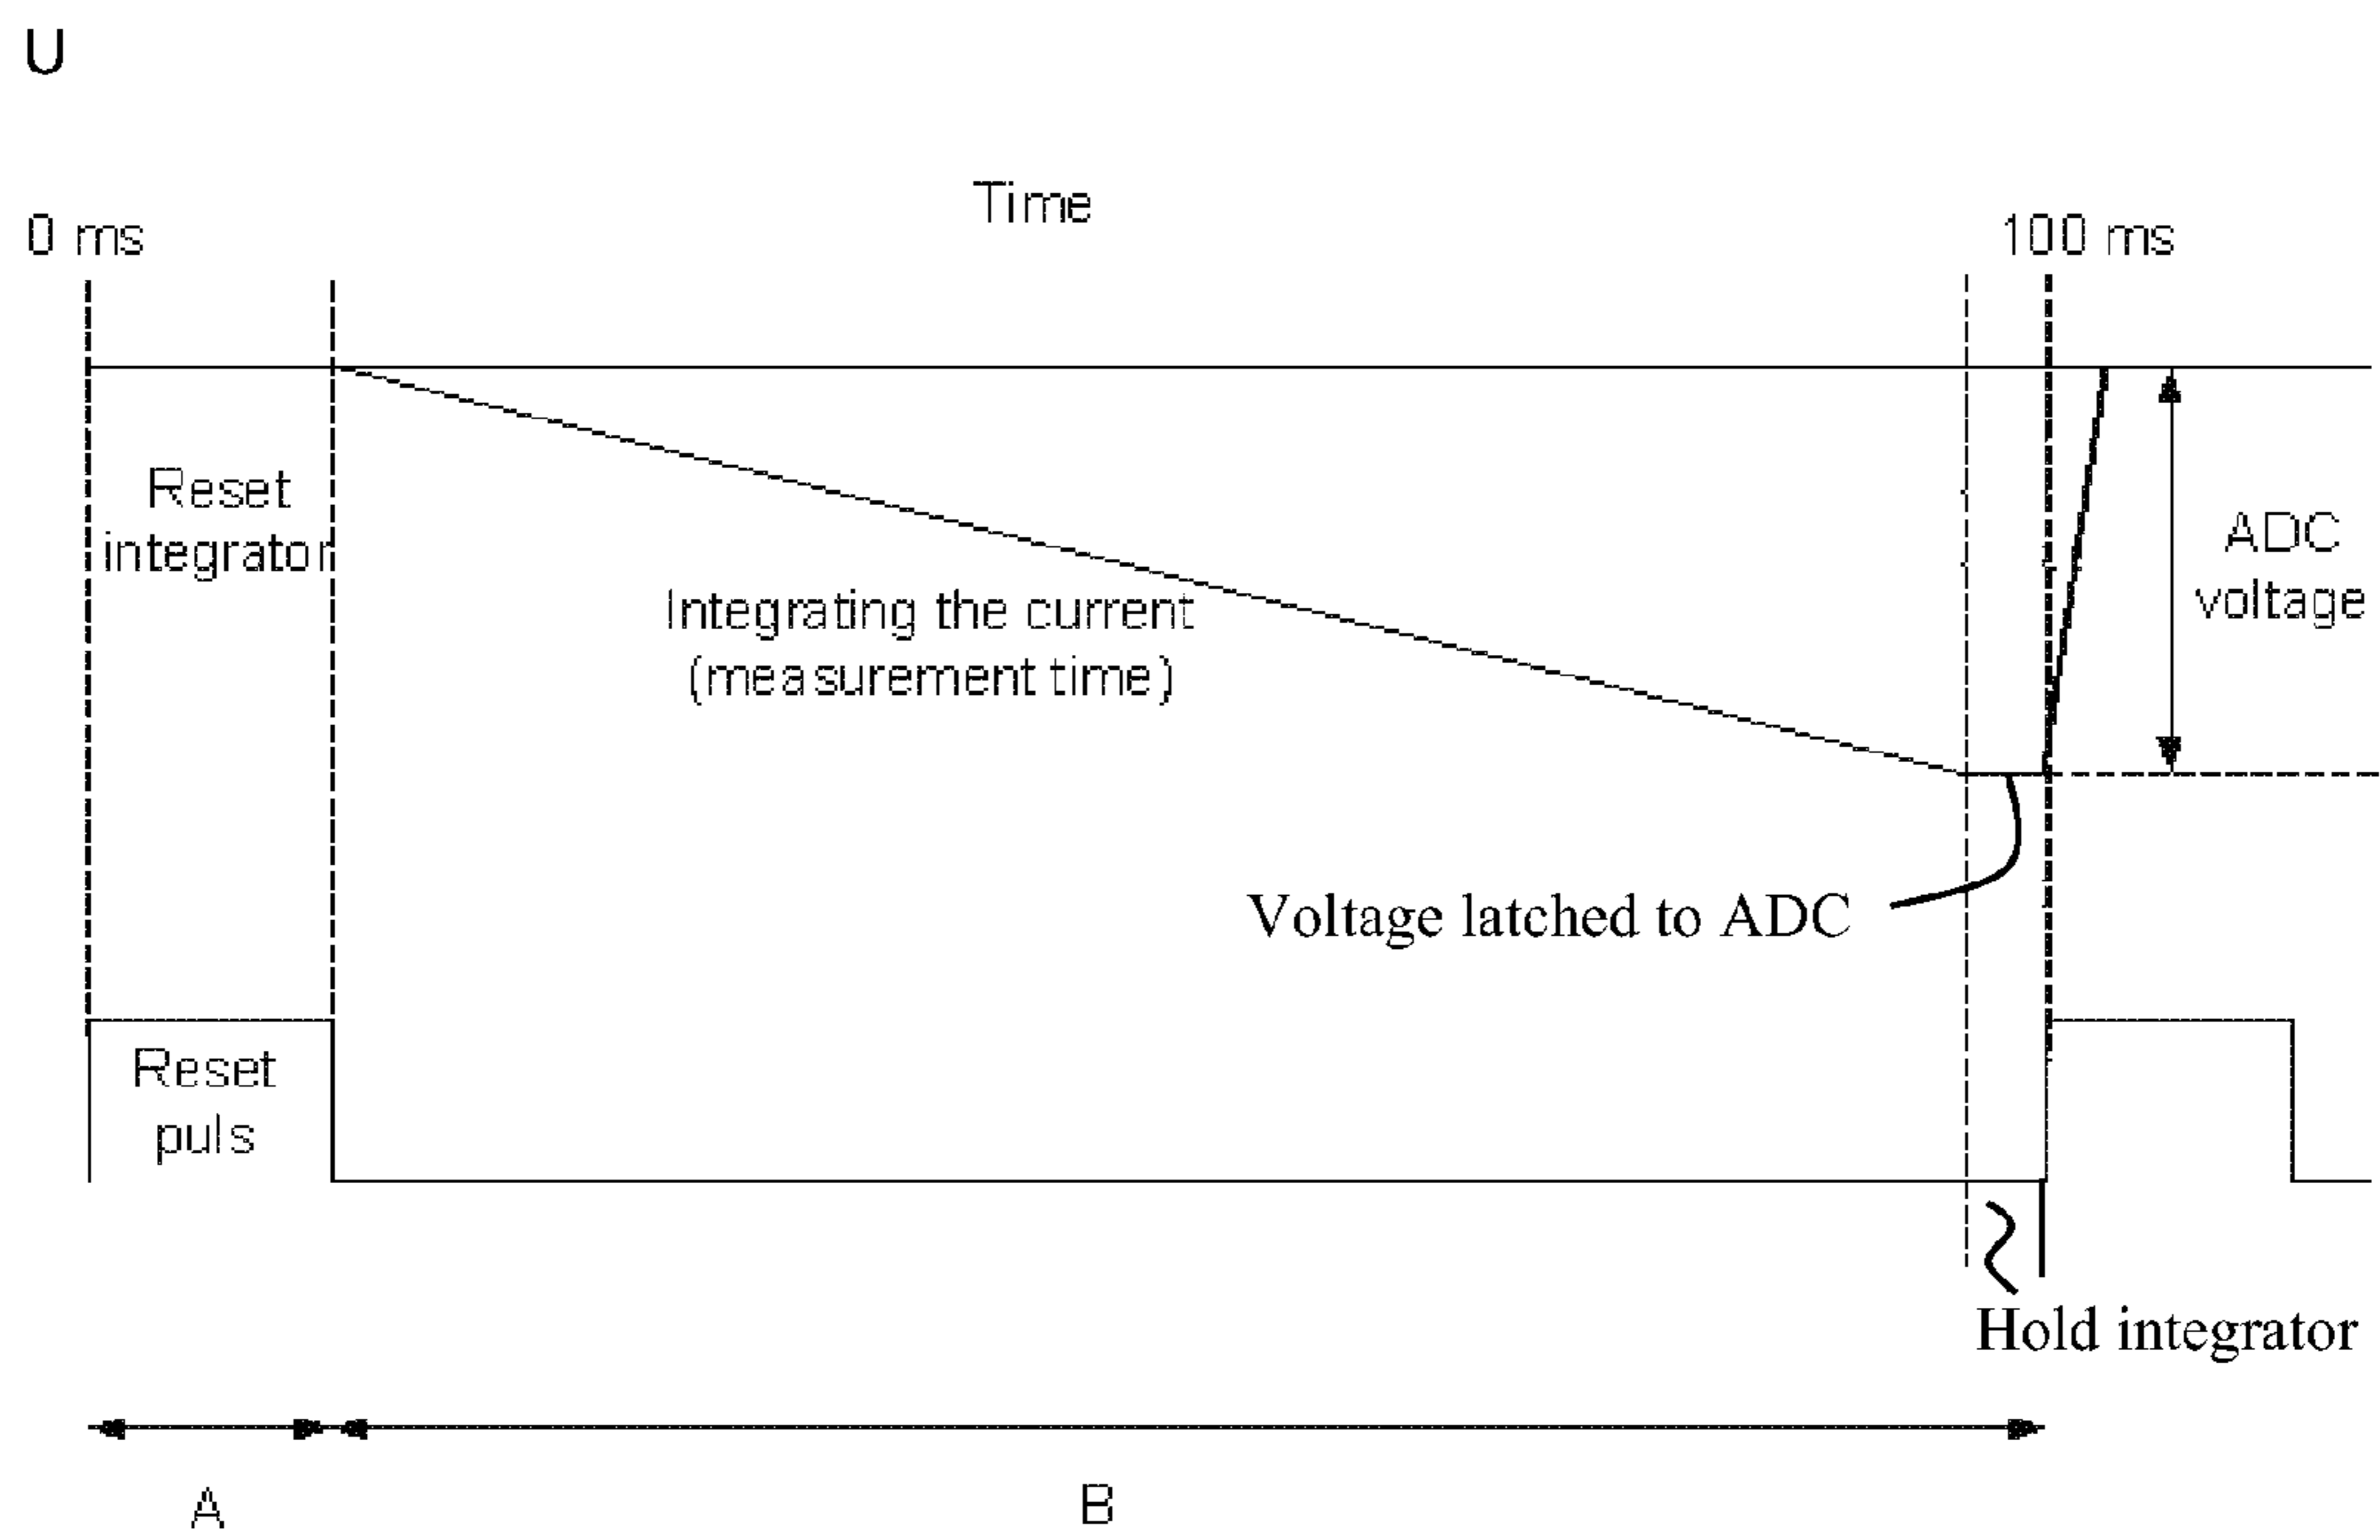 U
Time
0 ms
100 ms
Reset
integrator
ADC
voltage
Integrating the current
(measurement time)
Voltage latched to ADC
Reset
puls
Hold integrator
A
B